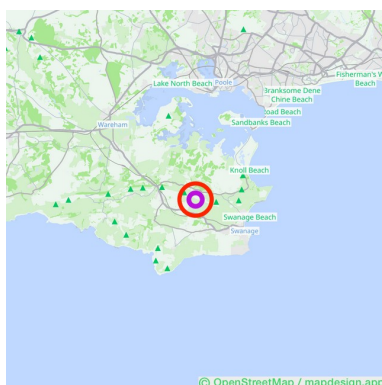 Lake North Beach
Poole
Fisherman's W
Beach
Branksome Dene
Chine Beach
oad Beach
Sandbanks Beach
Wareham
Knoll Beach
Swanage Beach
Swanage
© OpenStreetMap / mapdesign.app